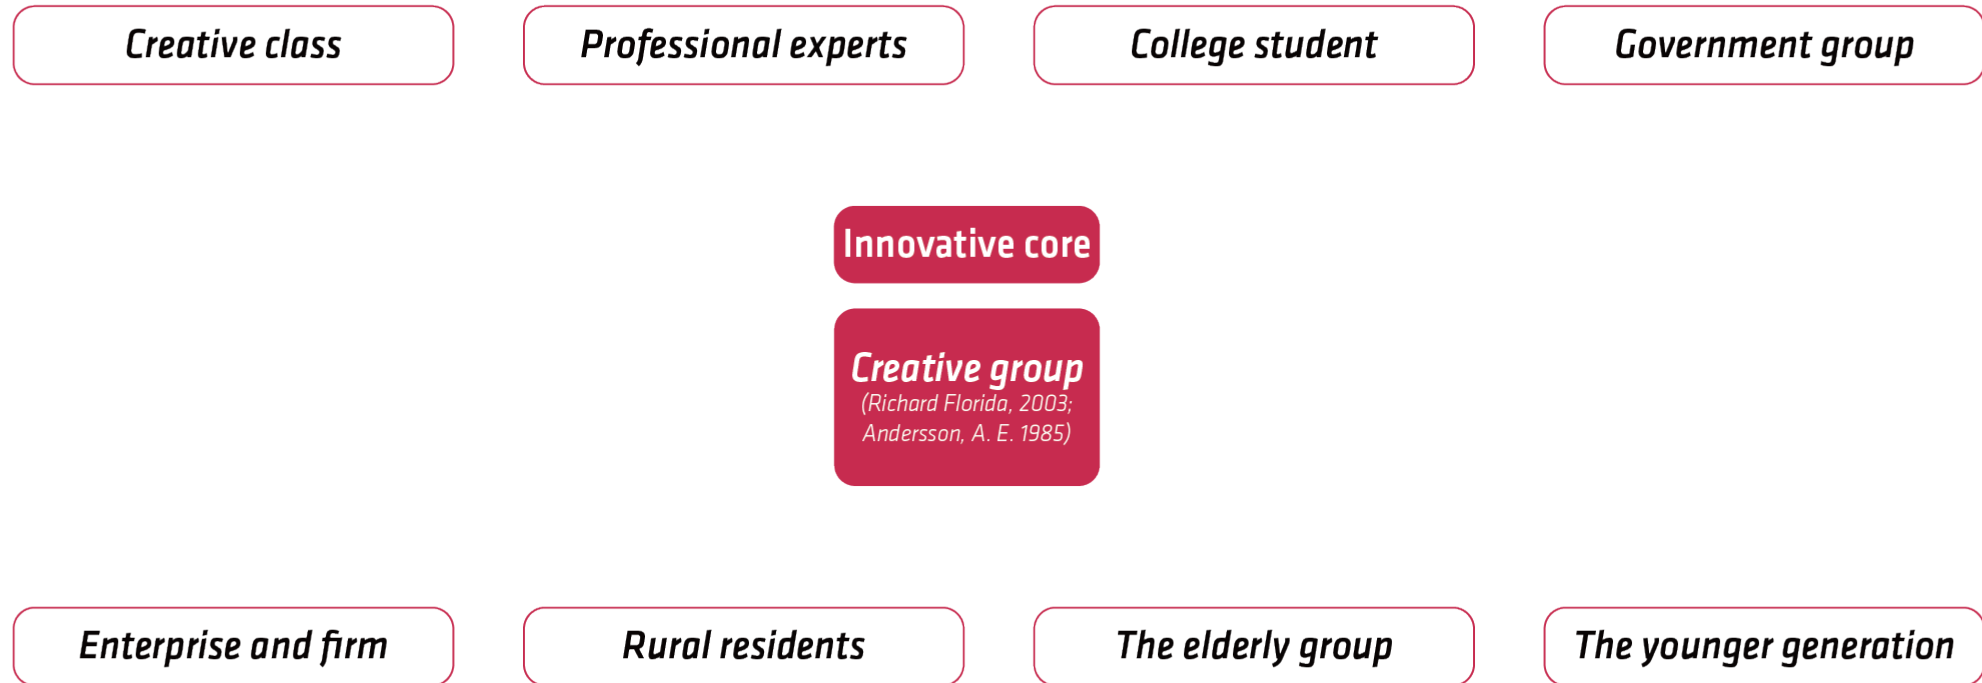 Creative class
Professional experts
College student
Government group
Innovative core
Creative group
(Richard Florida, 2003;
Andersson, A. E. 1985)
Enterprise and firm
Rural residents
The elderly group
The younger generation